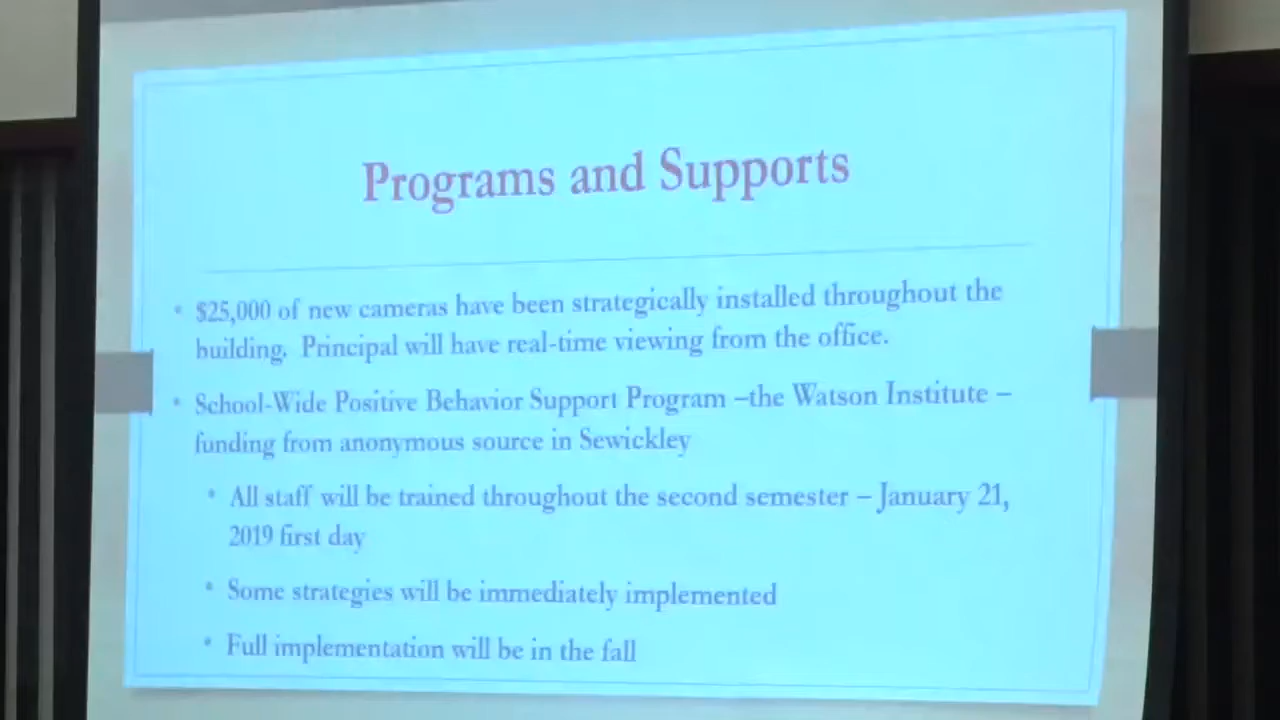 Programs and Supports
• $25,000 of new cameras have been strategically installed throughout the
building. Principal will have real-time viewing from the office.
• School-Wide Positive Behavior Support Program –the Watson Institute –
funding from anonymous source in Sewickley
• All staff will be trained throughout the second semester – January 21,
2019 first day
• Some strategies will be immediately implemented
• Full implementation will be in the fall